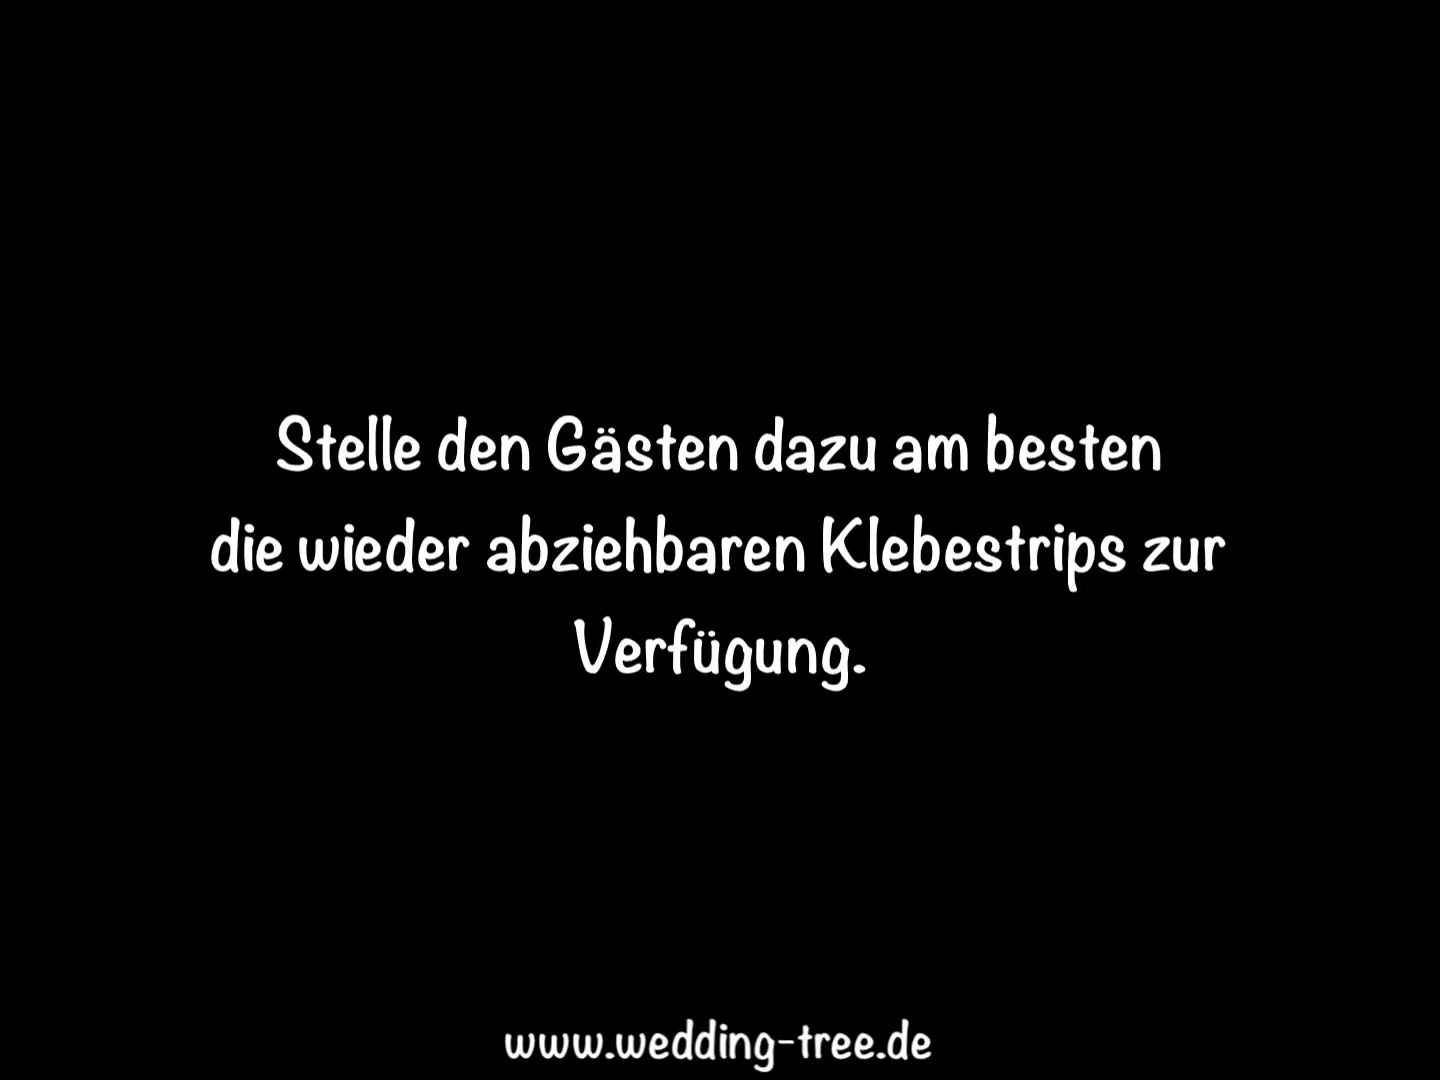 Stelle den Gästen dazu am besten
die wieder abziehbaren Klebestrips zur
Verfügung.
www.wedding-tree.de